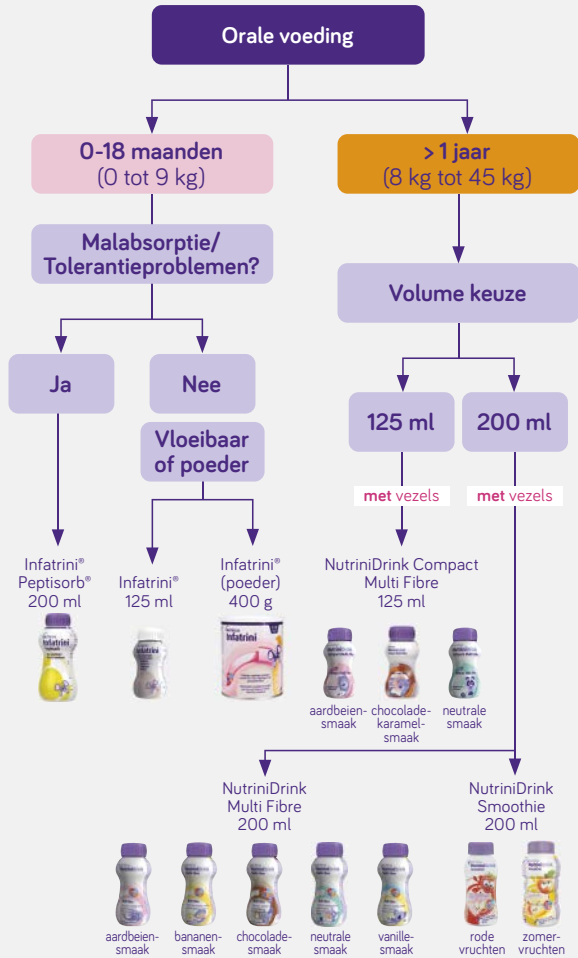 Orale voeding
0-18 maanden
(0 tot 9 kg)
> 1 jaar
(8 kg tot 45 kg)
Malabsorptie/
Tolerantieproblemen?
Volume keuze
Ja
Nee
125 ml
200 ml
Vloeibaar
of poeder
met vezels
met vezels
Infatrini®
Peptisorb®
200 ml
Infatrini®
125 ml
Infatrini®
(poeder)
400 g
NutriniDrink Compact
Multi Fibre
125 ml
Infatrini
aardbeien-
smaak
chocolade-
karamel-
smaak
neutrale
smaak
NutriniDrink
Multi Fibre
200 ml
NutriniDrink
Smoothie
200 ml
aardbeien-
smaak
bananen-
smaak
chocolade-
smaak
neutrale
smaak
vanille-
smaak
rode
vruchten
zomer-
vruchten